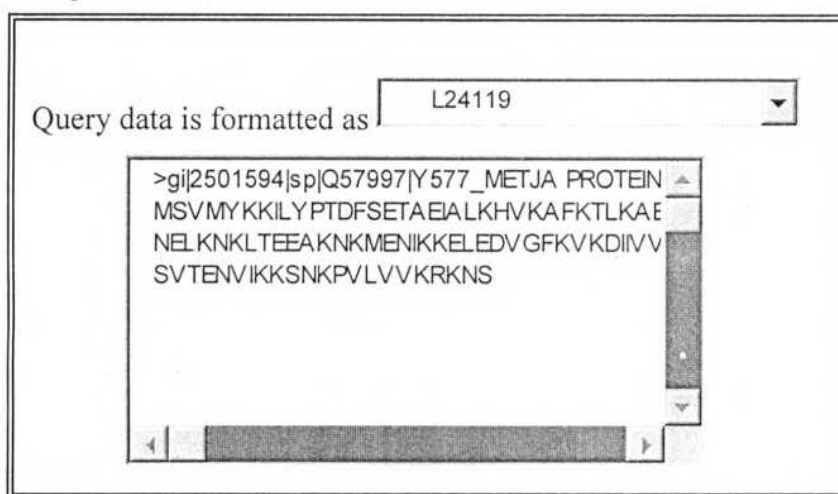 Query data is formatted as L24119
>gi|2501594|sp|Q57997|Y577_METJA PROTEIN
MSVMYKKILYPTDFSETAEIALKHVKAFKTLKAE
NELKNKLTEEAKNKMENIKKELEDVGFKVKDIIVV
SVTENVIKKSNKPVLVVKRKNS